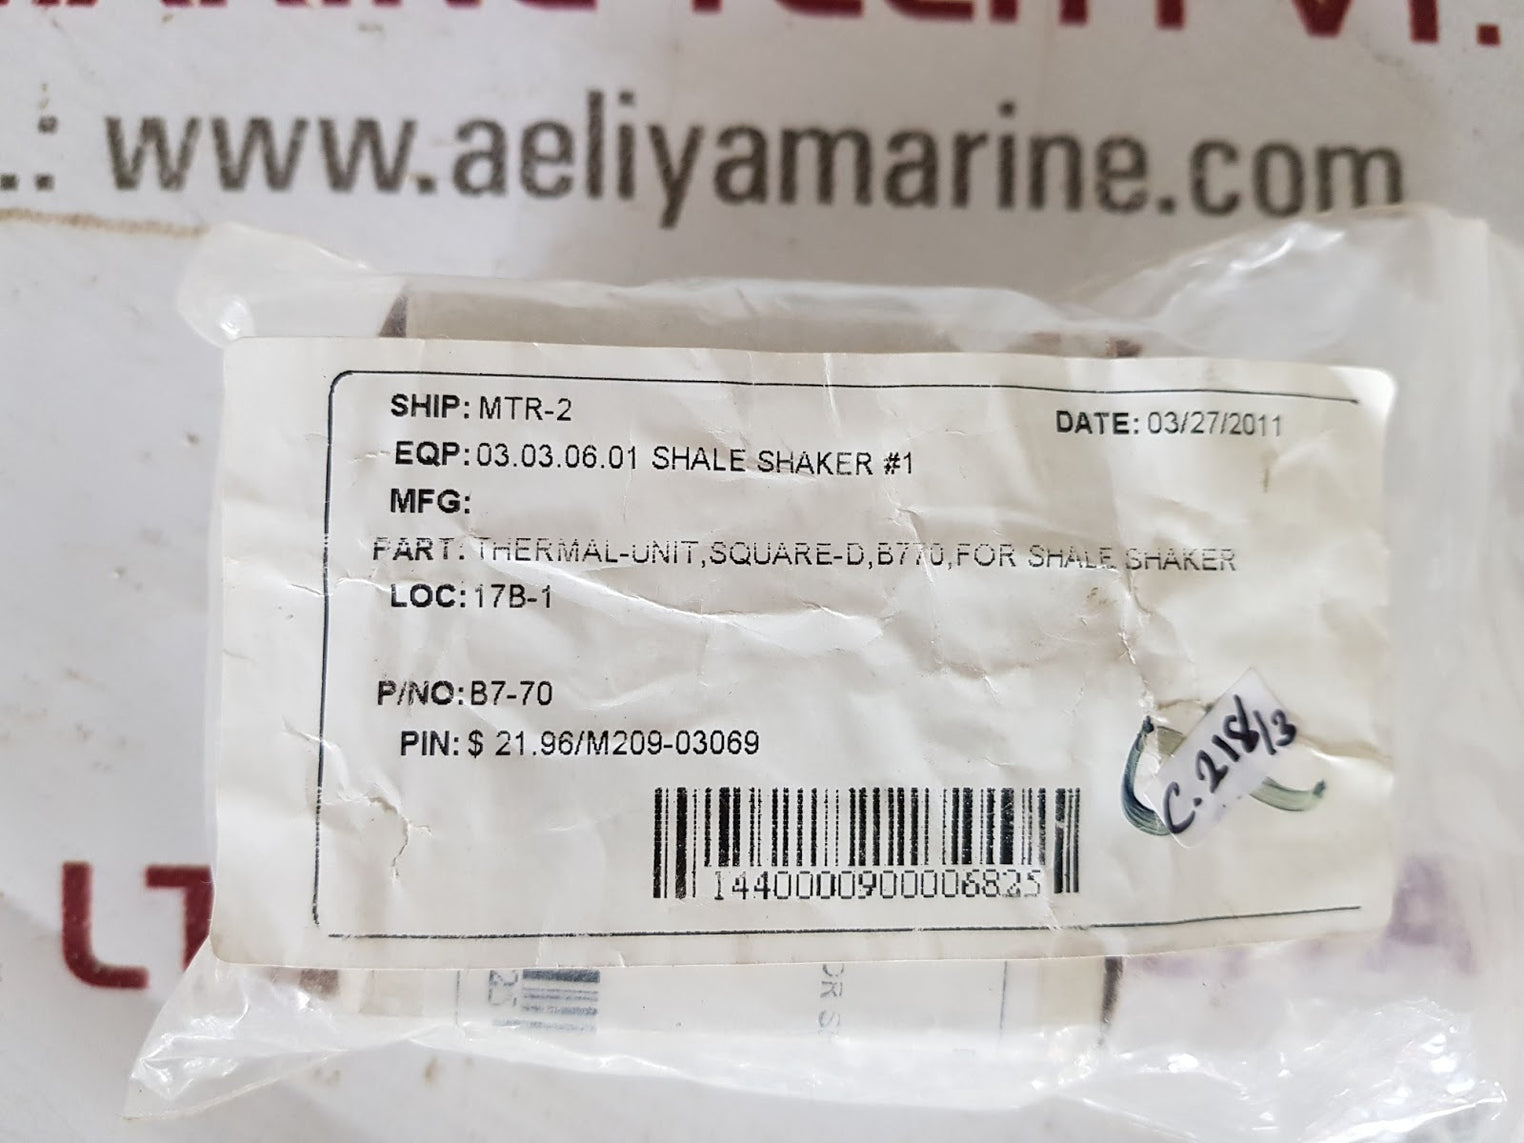 www.aeliyamarine.com
SHIP: MTR-2
DATE: 03/27/2011
EQP: 03.03.06.01 SHALE SHAKER #1
MFG:
PART: THERMAL-UNIT,SQUARE-D,B770,FOR SHALE SHAKER
LOC: 17B-1
P/NO: B7-70
PIN: $ 21.96/M209-03069
C.218/13
1440000900006825
LT